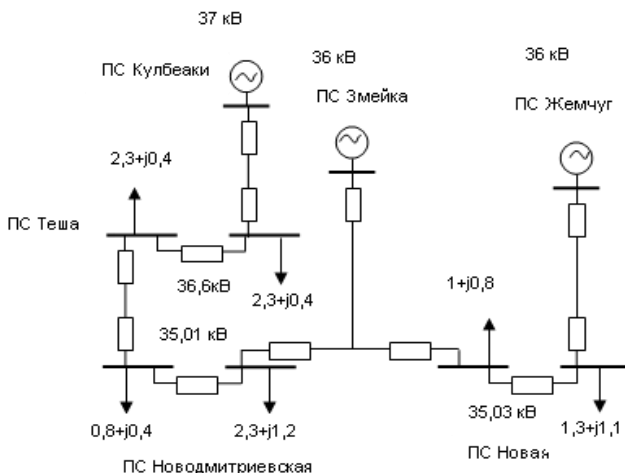 37 кВ
36 кВ
36 кВ
ПС Кулбеаки
ПС Змейка
ПС Жемчуг
2,3+j0,4
ПС Теша
36,6кВ
2,3+j0,4
1+j0,8
35,01 кВ
35,03 кВ
0,8+j0,4
2,3+j1,2
1,3+j1,1
ПС Новая
ПС Новодмитриевская